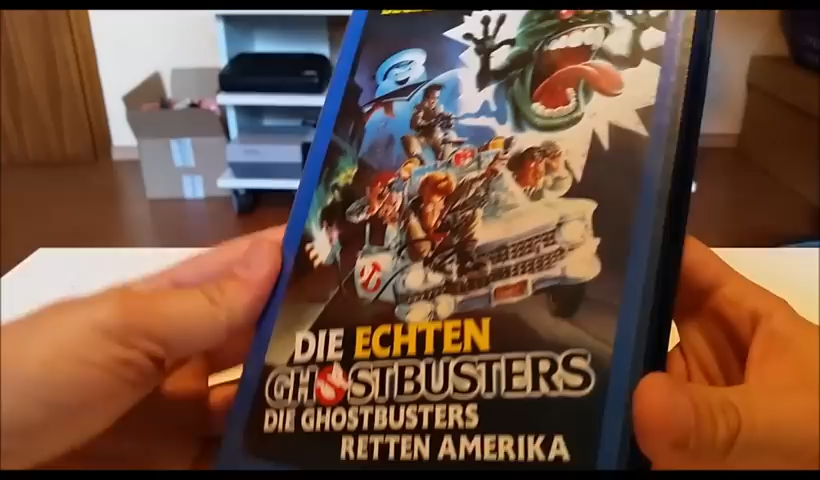 DIE ECHTEN
GHOSTBUSTERS
DIE GHOSTBUSTERS
RETTEN AMERIKA